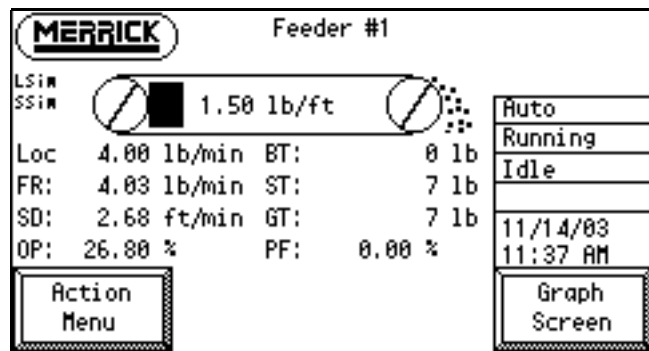 MERRICK
Feeder #1
LSim
SSim
1.50 lb/ft
Loc 4.00 lb/min BT: 0 lb
FR: 4.03 lb/min ST: 7 lb
SD: 2.68 ft/min GT: 7 lb
OP: 26.80 % PF: 0.00 %
Auto
Running
Idle
11/14/03
11:37 AM
Action
Menu
Graph
Screen